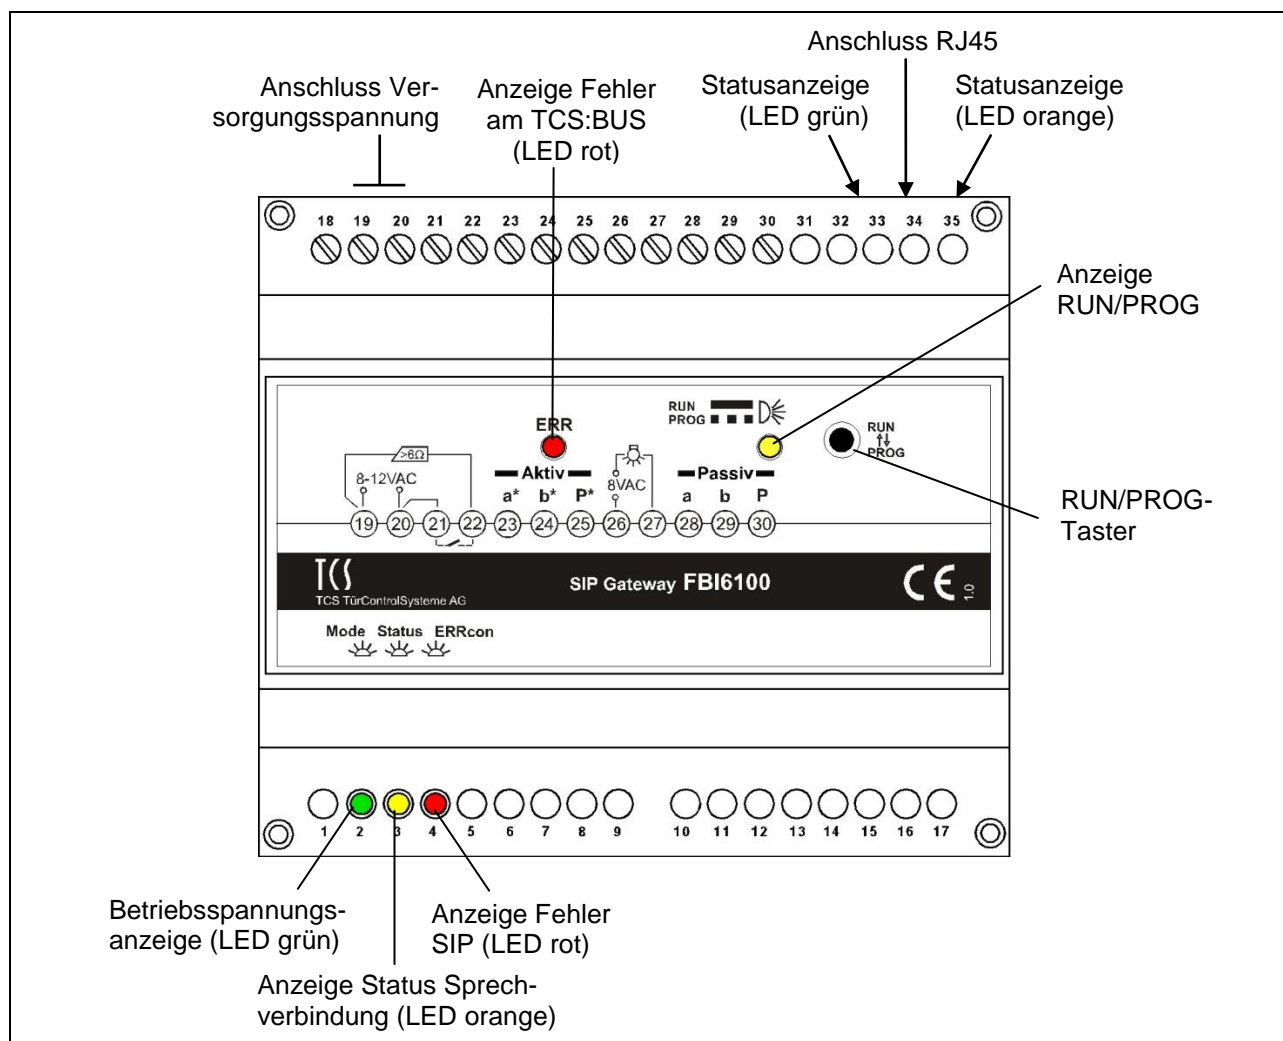 Anschluss RJ45
Anschluss Ver-
sorgungsspannung
Anzeige Fehler
am TCS:BUS
(LED rot)
Statusanzeige
(LED grün)
Statusanzeige
(LED orange)
18 19 20 21 22 23 24 25 26 27 28 29 30 31 32 33 34 35
Anzeige
RUN/PROG
RUN
PROG
ERR
RUN
PROG
>6Ω
8-12VAC
Aktiv
a* b* P*
8VAC
Passiv
a b P
19 20 21 22 23 24 25 26 27 28 29 30
RUN/PROG-
Taster
TCS
TCS TürControlSysteme AG
SIP Gateway FBI6100
CE
1.0
Mode Status ERRcon
1 2 3 4 5 6 7 8 9 10 11 12 13 14 15 16 17
Betriebsspannungs-
anzeige (LED grün)
Anzeige Fehler
SIP (LED rot)
Anzeige Status Sprech-
verbindung (LED orange)